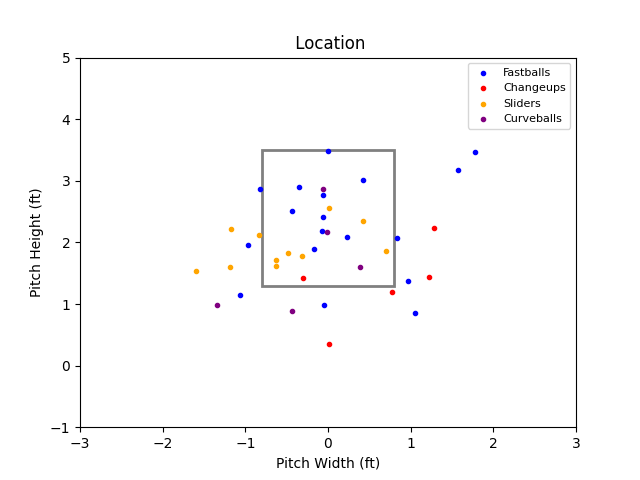 Location
Fastballs
Changeups
Sliders
Curveballs
5
4
3
2
1
0
−1
Pitch Height (ft)
−3 −2 −1 0 1 2 3
Pitch Width (ft)